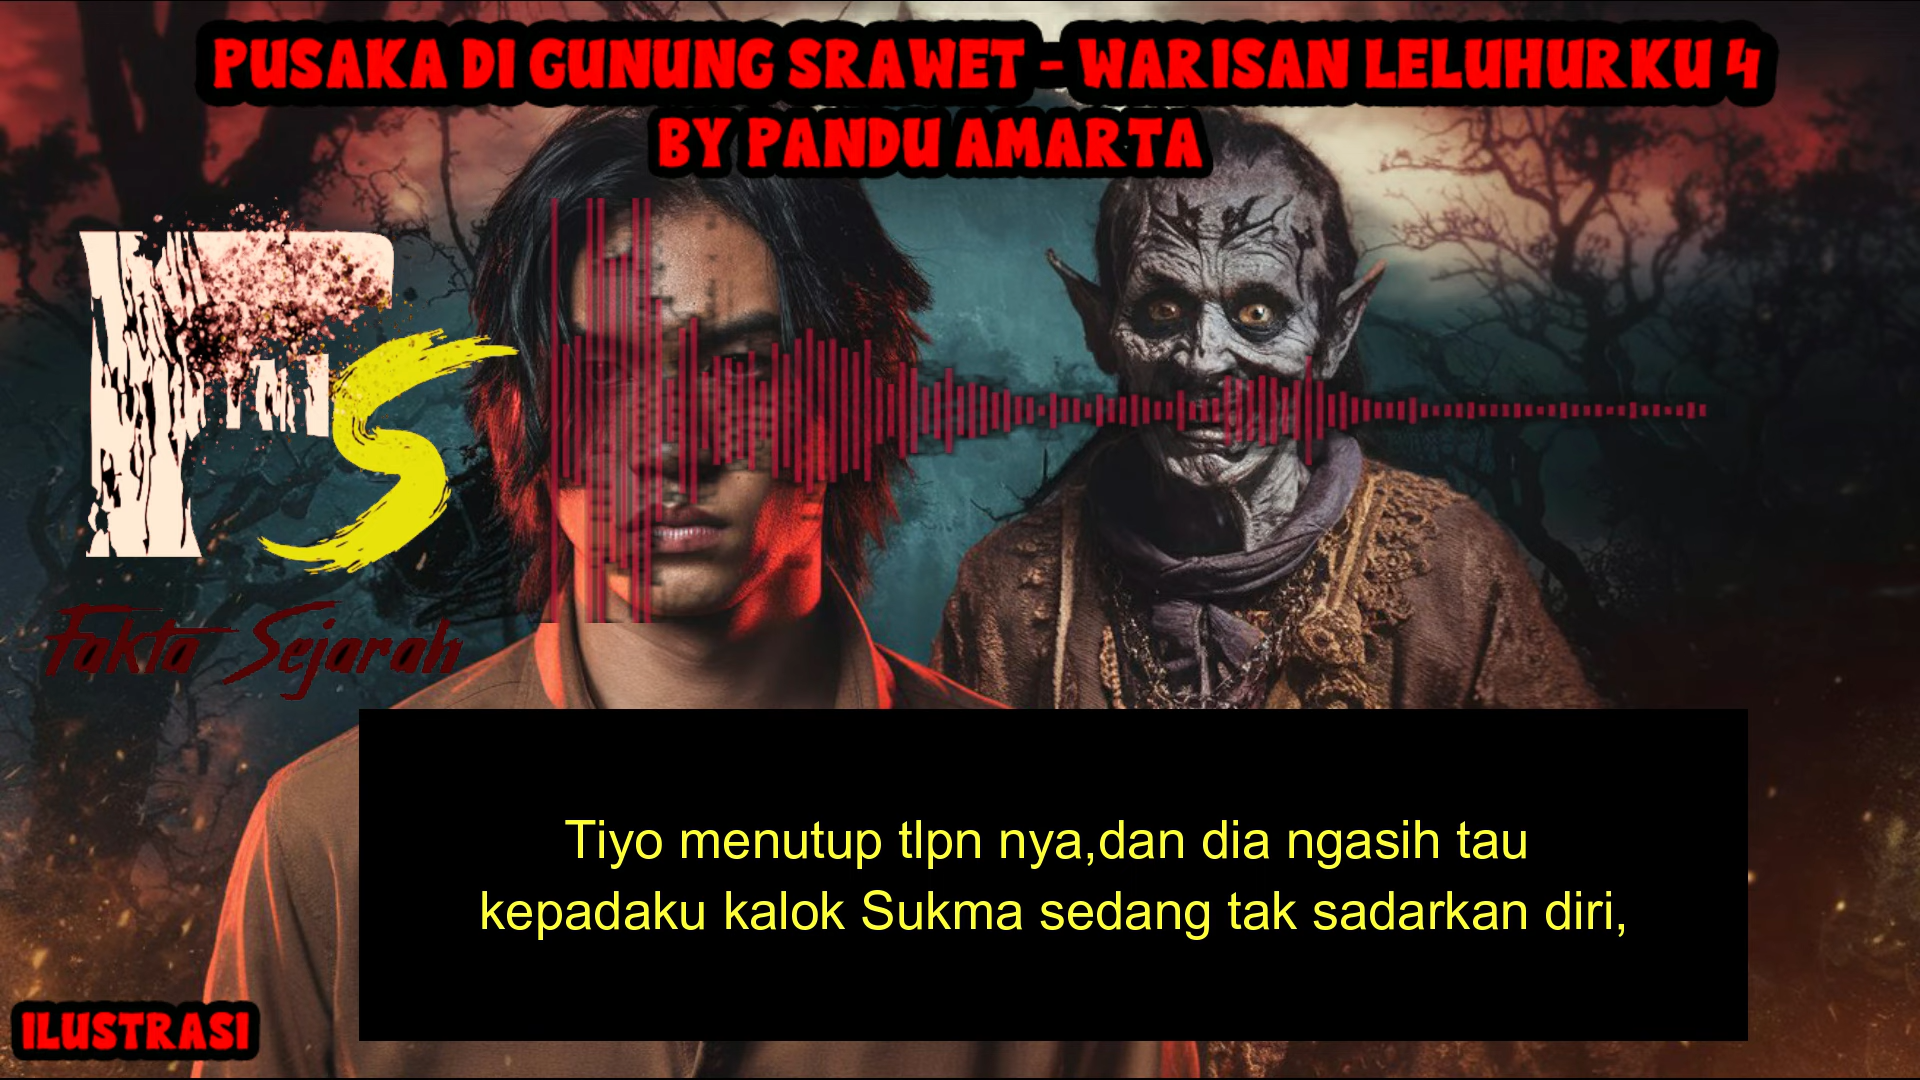 PUSAKA DI GUNUNG SRAWET - WARISAN LELUHURKU 4
BY PANDU AMARTA
FS
Fakta Sejarah
Tiyo menutup tlpn nya,dan dia ngasih tau
kepadaku kalok Sukma sedang tak sadarkan diri,
ILUSTRASI